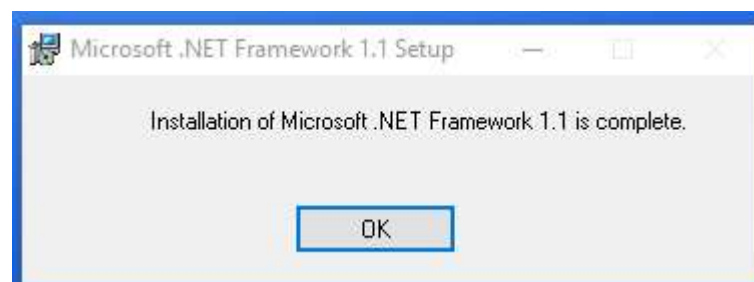 Microsoft .NET Framework 1.1 Setup
Installation of Microsoft .NET Framework 1.1 is complete.
OK